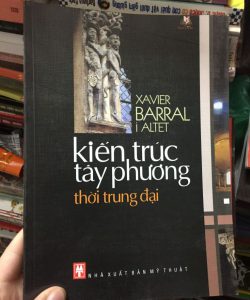 XAVIER
BARRAL
I ALTET
kiến trúc
tây phương
thời trung đại
NHÀ XUẤT BẢN MỸ THUẬT